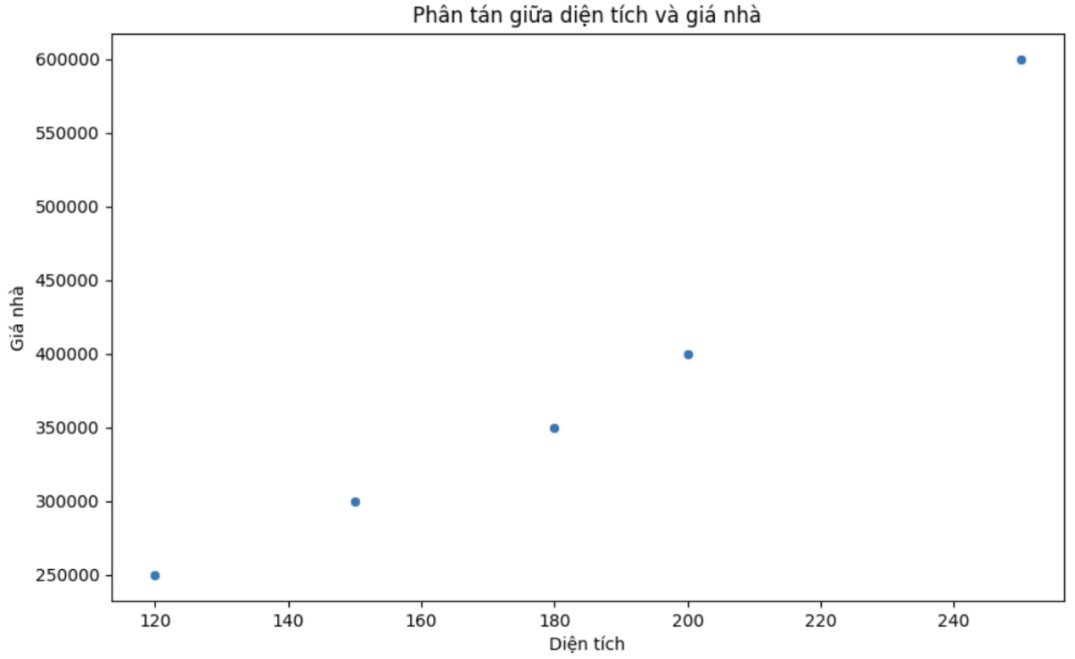 Phân tán giữa diện tích và giá nhà
Giá nhà
600000
550000
500000
450000
400000
350000
300000
250000
120 140 160 180 200 220 240
Diện tích